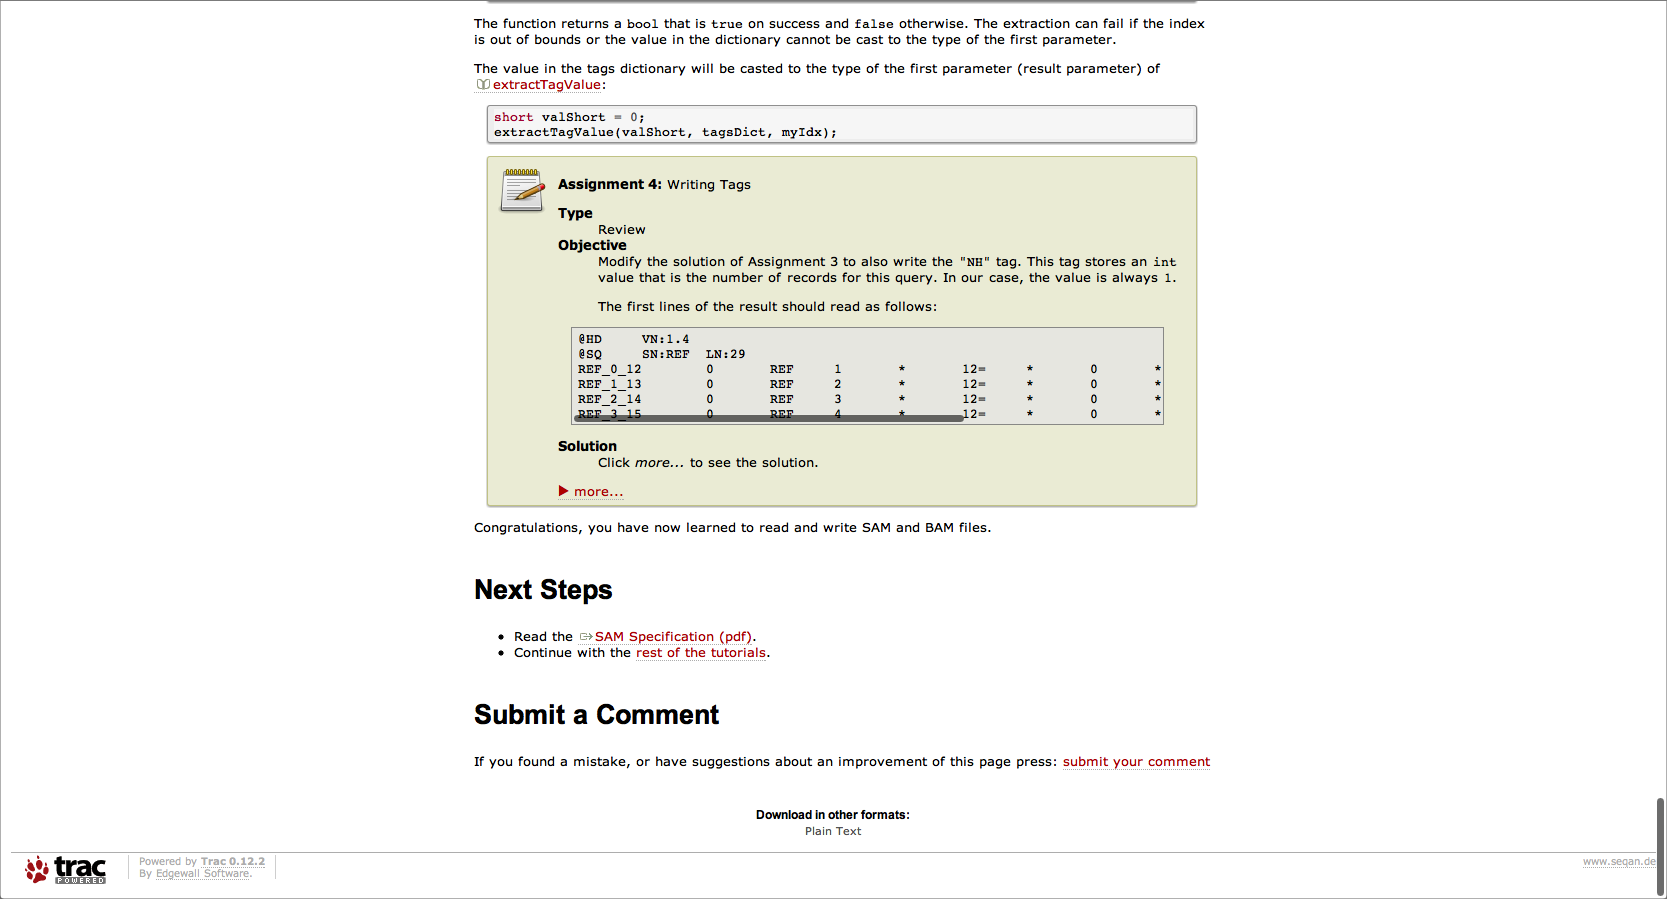 The function returns a bool that is true on success and false otherwise. The extraction can fail if the index
is out of bounds or the value in the dictionary cannot be cast to the type of the first parameter.
The value in the tags dictionary will be casted to the type of the first parameter (result parameter) of
extractTagValue:
short valShort = 0;
extractTagValue(valShort, tagsDict, myIdx);
Assignment 4: Writing Tags
Type
Review
Objective
Modify the solution of Assignment 3 to also write the "NH" tag. This tag stores an int
value that is the number of records for this query. In our case, the value is always 1.
The first lines of the result should read as follows:
@HD VN:1.4
@SQ SN:REF LN:29
REF_0_12 0 REF 1 * 12= * 0 *
REF_1_13 0 REF 2 * 12= * 0 *
REF_2_14 0 REF 3 * 12= * 0 *
REF_3_15 0 REF 4 * 12= * 0 *
Solution
Click more... to see the solution.
more...
Congratulations, you have now learned to read and write SAM and BAM files.
Next Steps
• Read the SAM Specification (pdf).
• Continue with the rest of the tutorials.
Submit a Comment
If you found a mistake, or have suggestions about an improvement of this page press: submit your comment
Download in other formats:
Plain Text
trac
POWERED
Powered by Trac 0.12.2
By Edgewall Software.
www.seqan.de